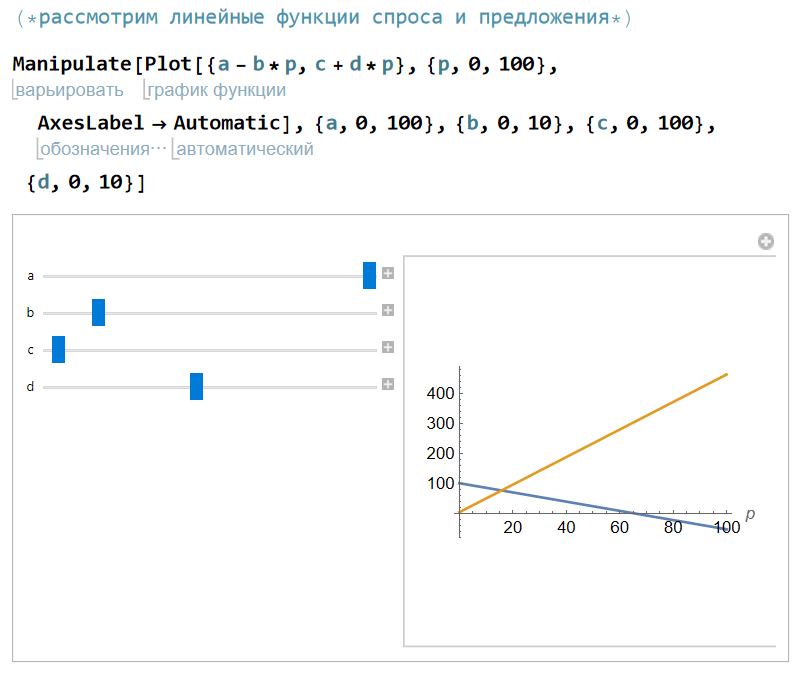 (*рассмотрим линейные функции спроса и предложения*)
Manipulate[Plot[{a - b * p, c + d * p}, {p, 0, 100},
варьировать график функции
AxesLabel → Automatic], {a, 0, 100}, {b, 0, 10}, {c, 0, 100},
обозначения⋯ автоматический
{d, 0, 10}]
a
b
c
d
400
300
200
100
p
20 40 60 80 100